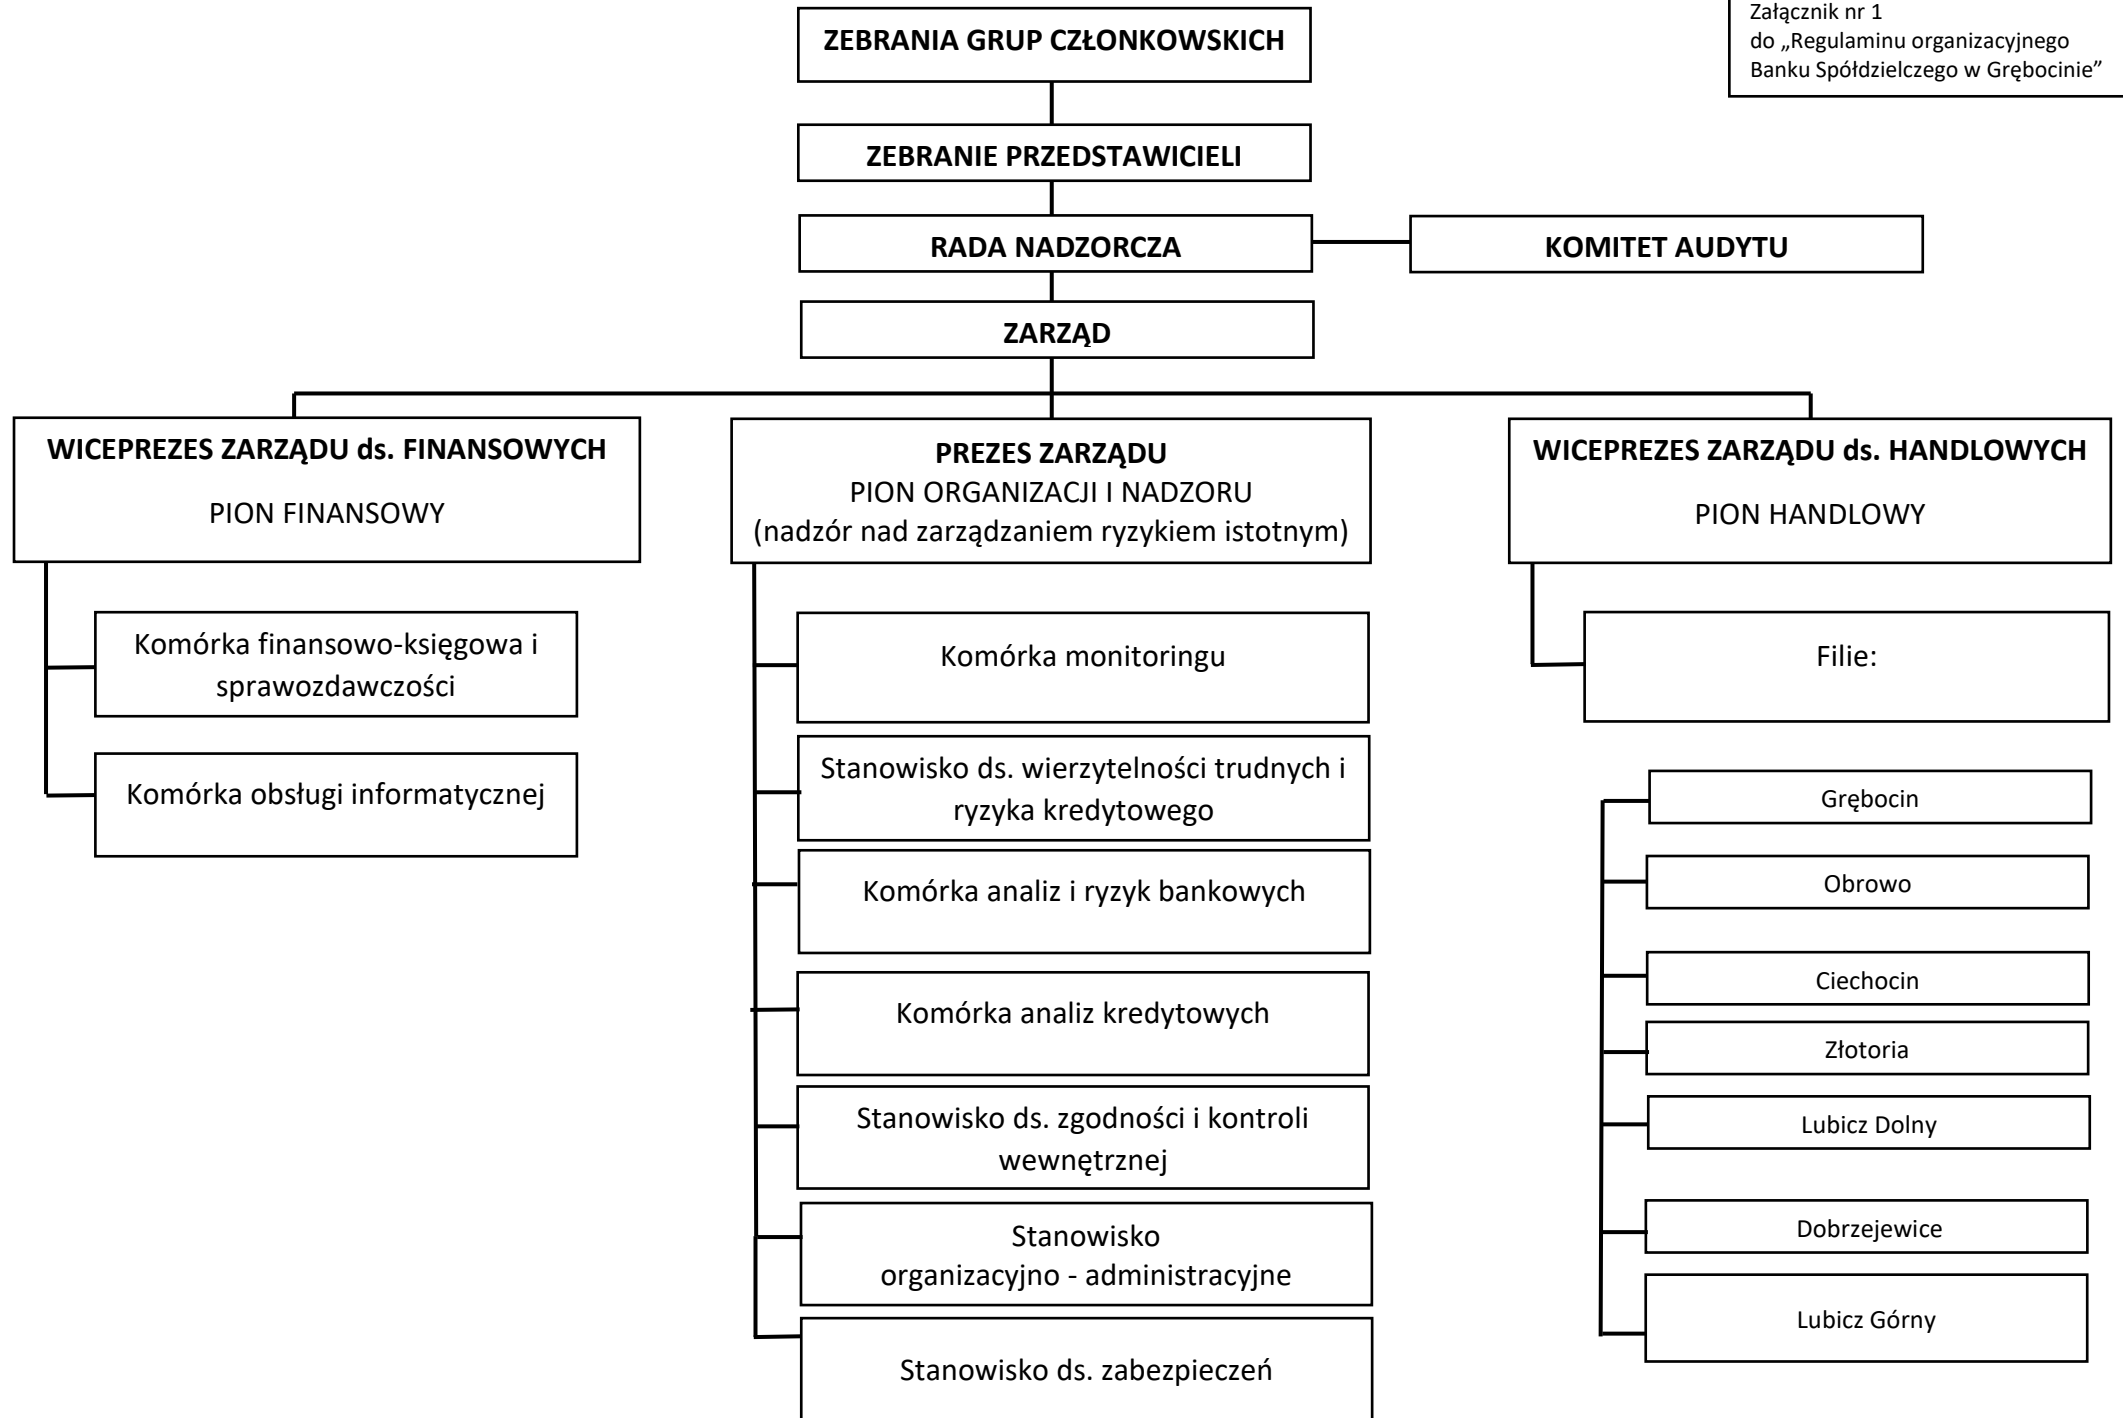 Załącznik nr 1
do „Regulaminu organizacyjnego
Banku Spółdzielczego w Grębocinie”
ZEBRANIA GRUP CZŁONKOWSKICH
ZEBRANIE PRZEDSTAWICIELI
RADA NADZORCZA
KOMITET AUDYTU
ZARZĄD
WICEPREZES ZARZĄDU ds. FINANSOWYCH
PION FINANSOWY
Komórka finansowo-księgowa i
sprawozdawczości
Komórka obsługi informatycznej
PREZES ZARZĄDU
PION ORGANIZACJI I NADZORU
(nadzór nad zarządzaniem ryzykiem istotnym)
Komórka monitoringu
Stanowisko ds. wierzytelności trudnych i
ryzyka kredytowego
Komórka analiz i ryzyk bankowych
Komórka analiz kredytowych
Stanowisko ds. zgodności i kontroli
wewnętrznej
Stanowisko
organizacyjno - administracyjne
Stanowisko ds. zabezpieczeń
WICEPREZES ZARZĄDU ds. HANDLOWYCH
PION HANDLOWY
Filie:
Grębocin
Obrowo
Ciechocin
Złotoria
Lubicz Dolny
Dobrzejewice
Lubicz Górny